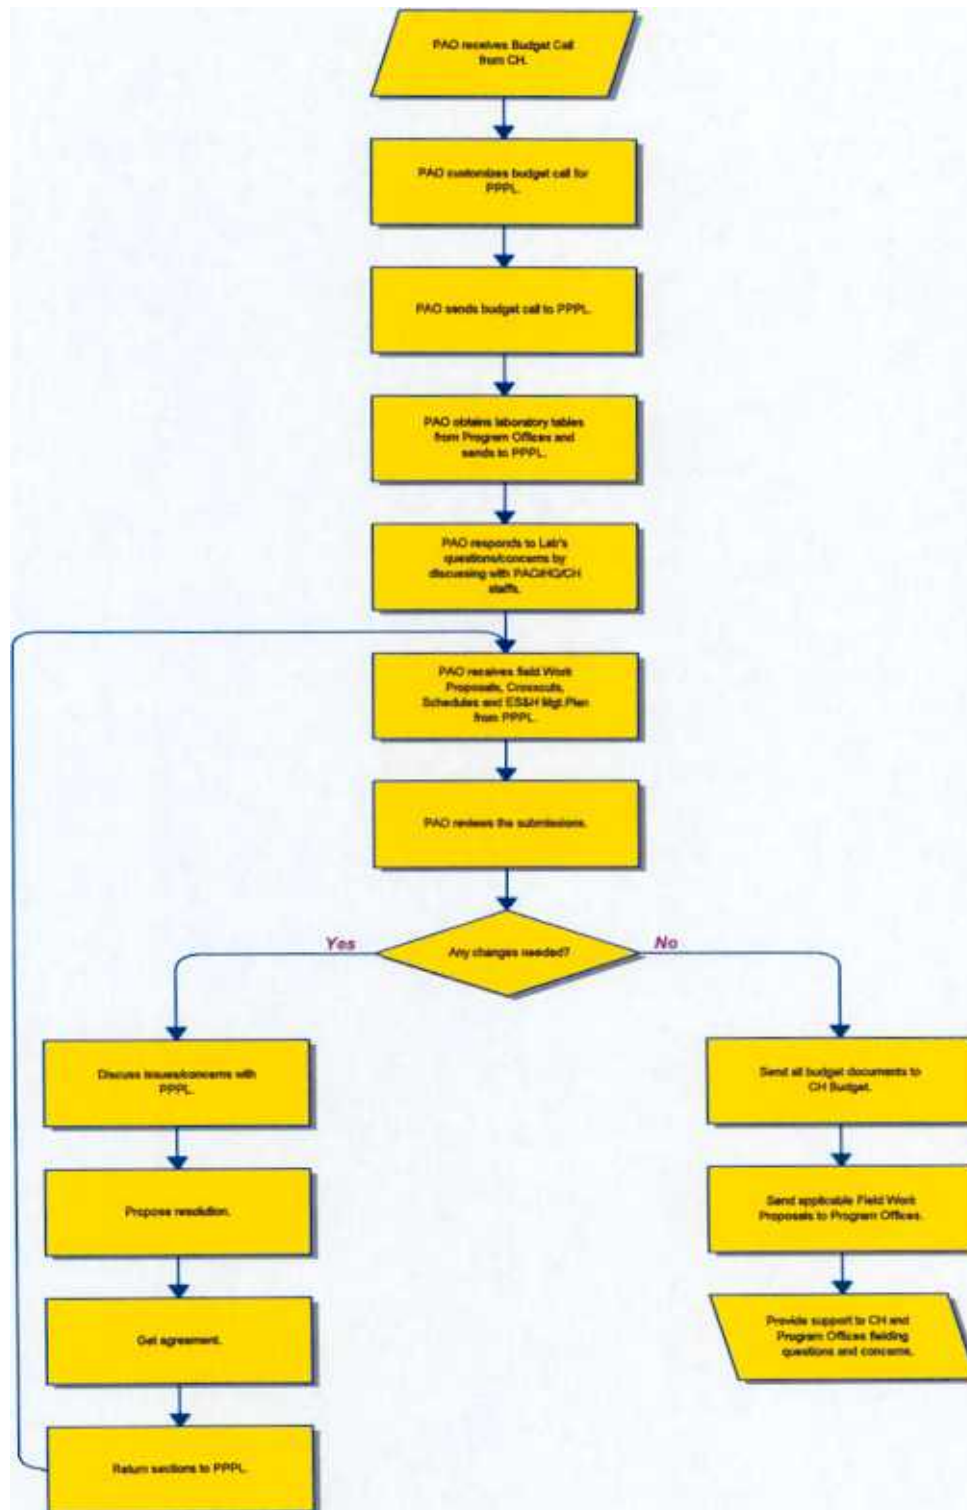 PAO receives Budget Call
from CH.
PAO customizes budget call for
PPPL.
PAO sends budget call to PPPL.
PAO obtains laboratory tables
from Program Offices and
sends to PPPL.
PAO responds to Lab's
questions/concerns by
discussing with PAO/HQ/CH
staffs.
PAO receives field Work
Proposals, Crosscuts,
Schedules and ES&H Mgt Plan
from PPPL.
PAO reviews the submissions.
Any changes needed?
Yes
No
Discuss issues/concerns with
PPPL.
Propose resolution.
Get agreement.
Return sections to PPPL.
Send all budget documents to
CH Budget.
Send applicable Field Work
Proposals to Program Offices.
Provide support to CH and
Program Offices fielding
questions and concerns.